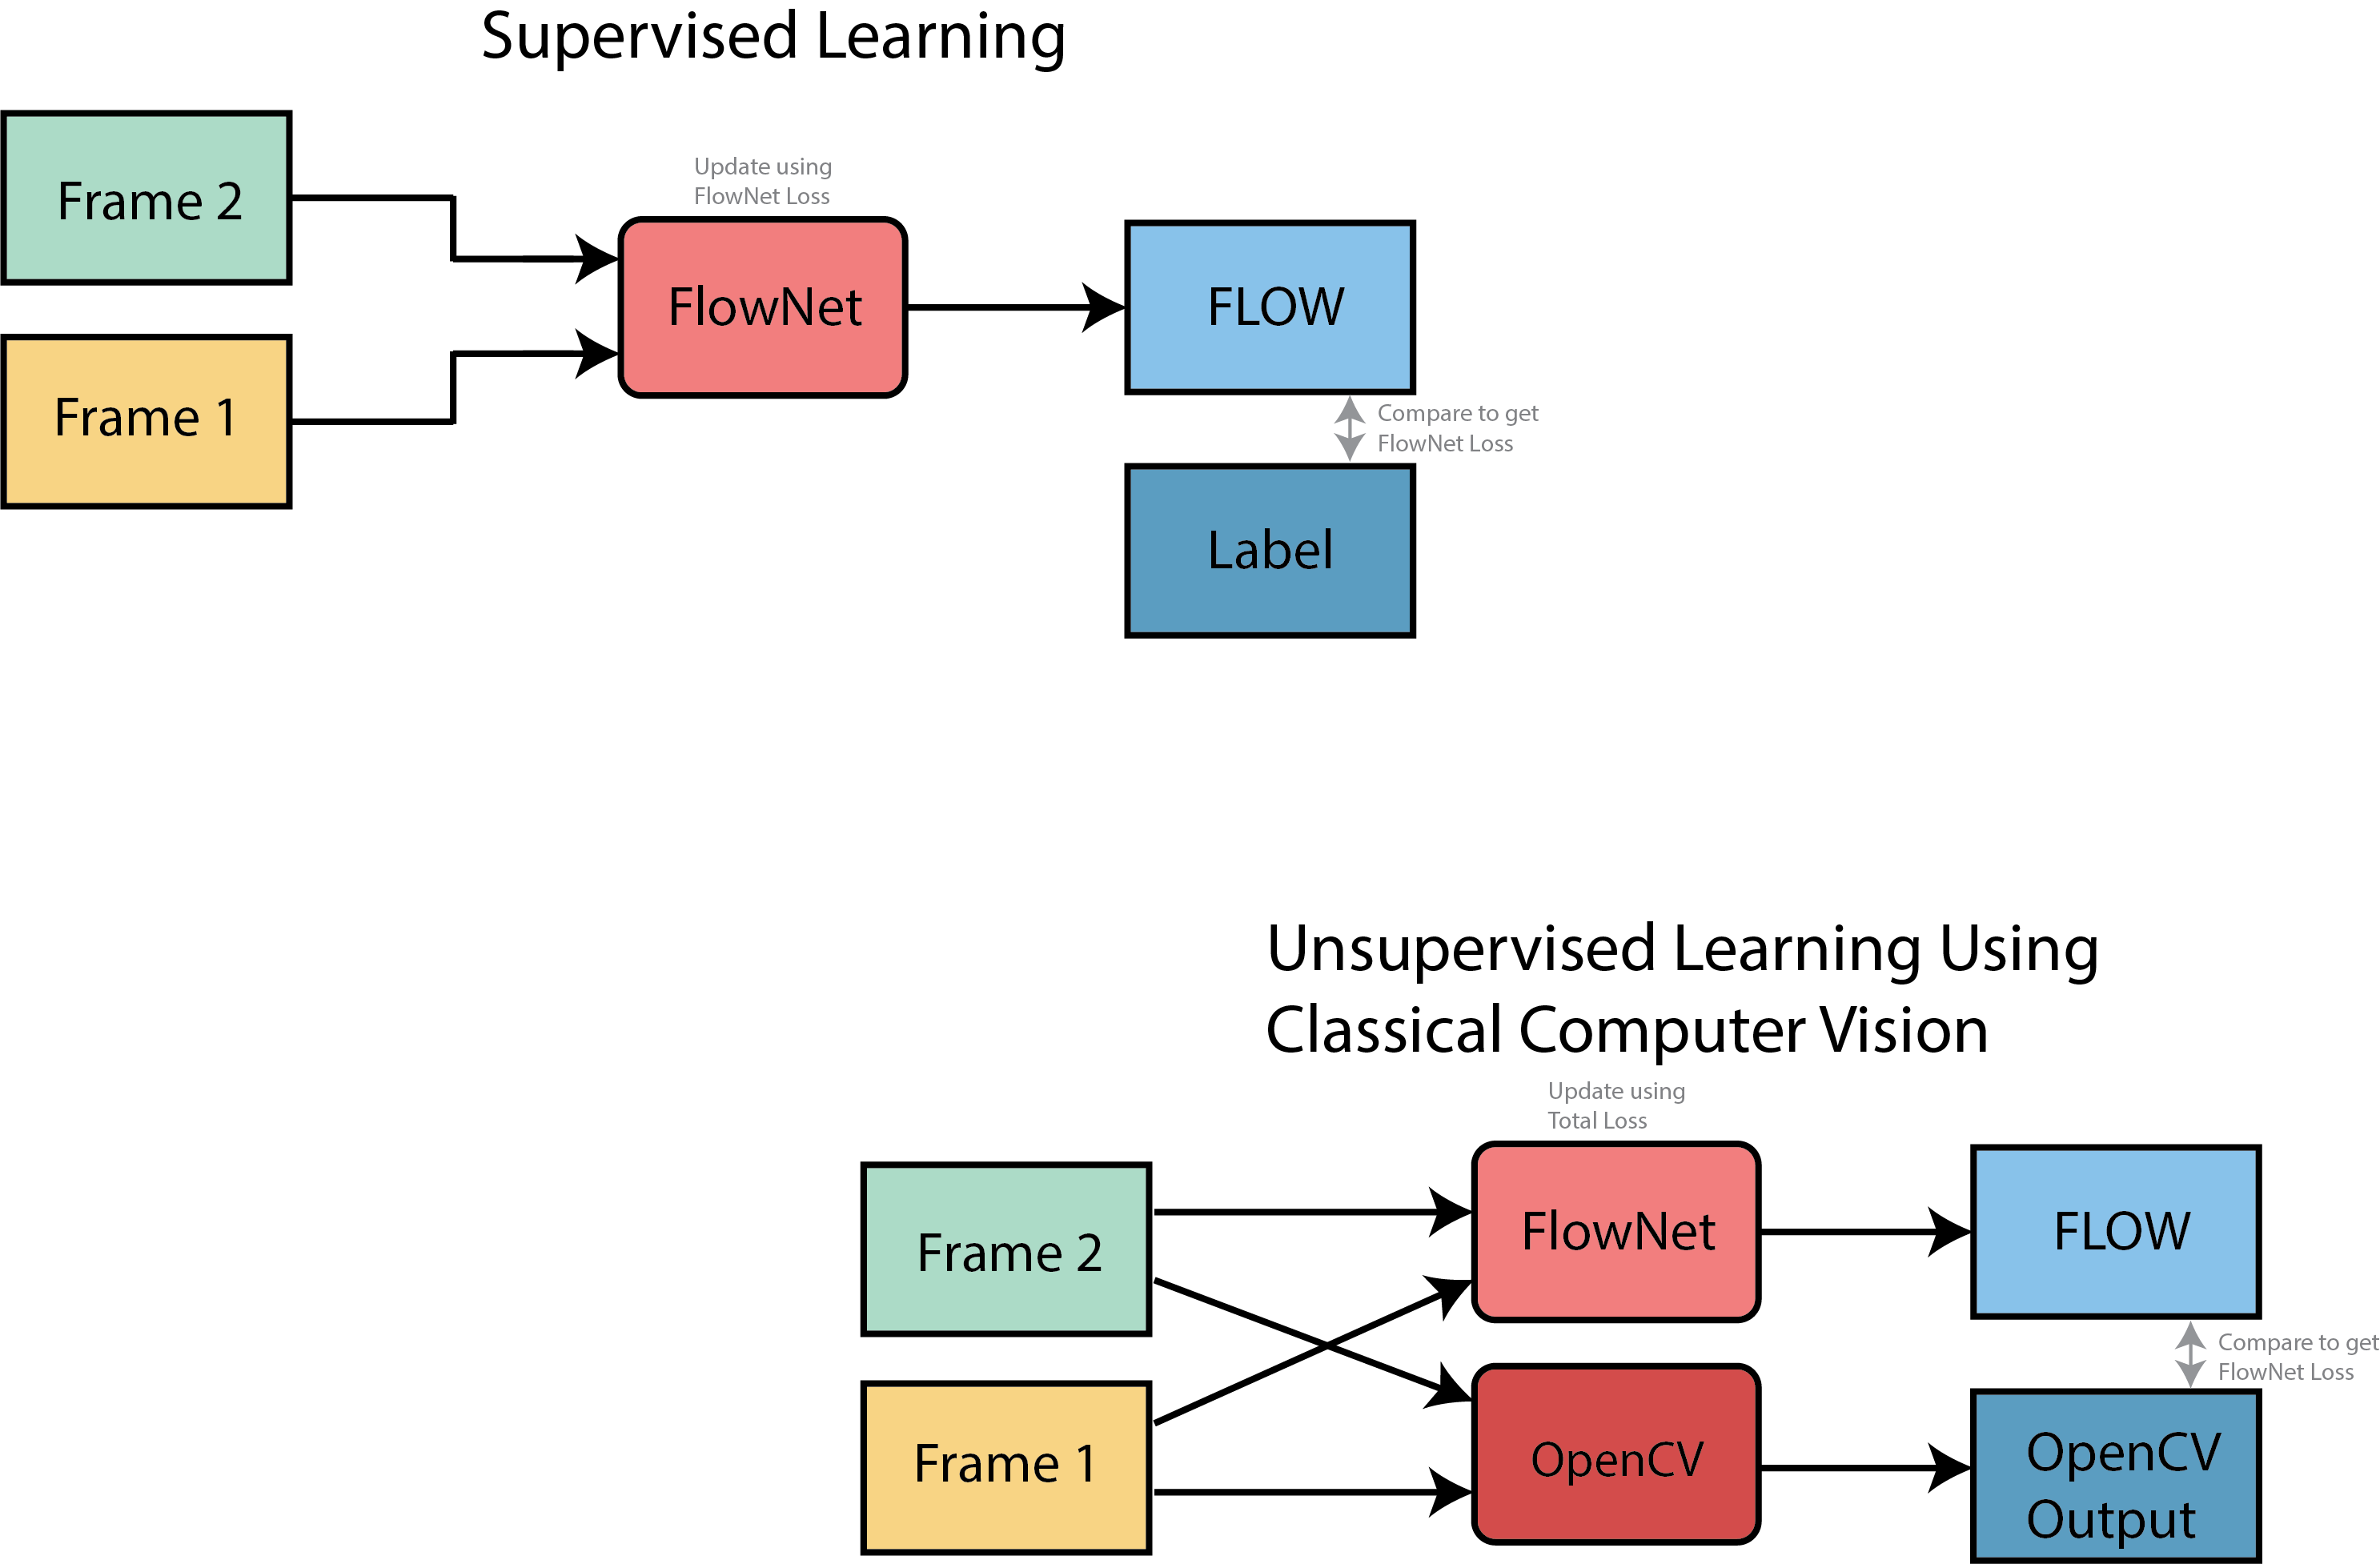 Supervised Learning
Frame 2
Update using
FlowNet Loss
FlowNet
FLOW
Frame 1
Compare to get
FlowNet Loss
Label
Unsupervised Learning Using
Classical Computer Vision
Update using
Total Loss
Frame 2
FlowNet
FLOW
Compare to get
FlowNet Loss
Frame 1
OpenCV
OpenCV
Output